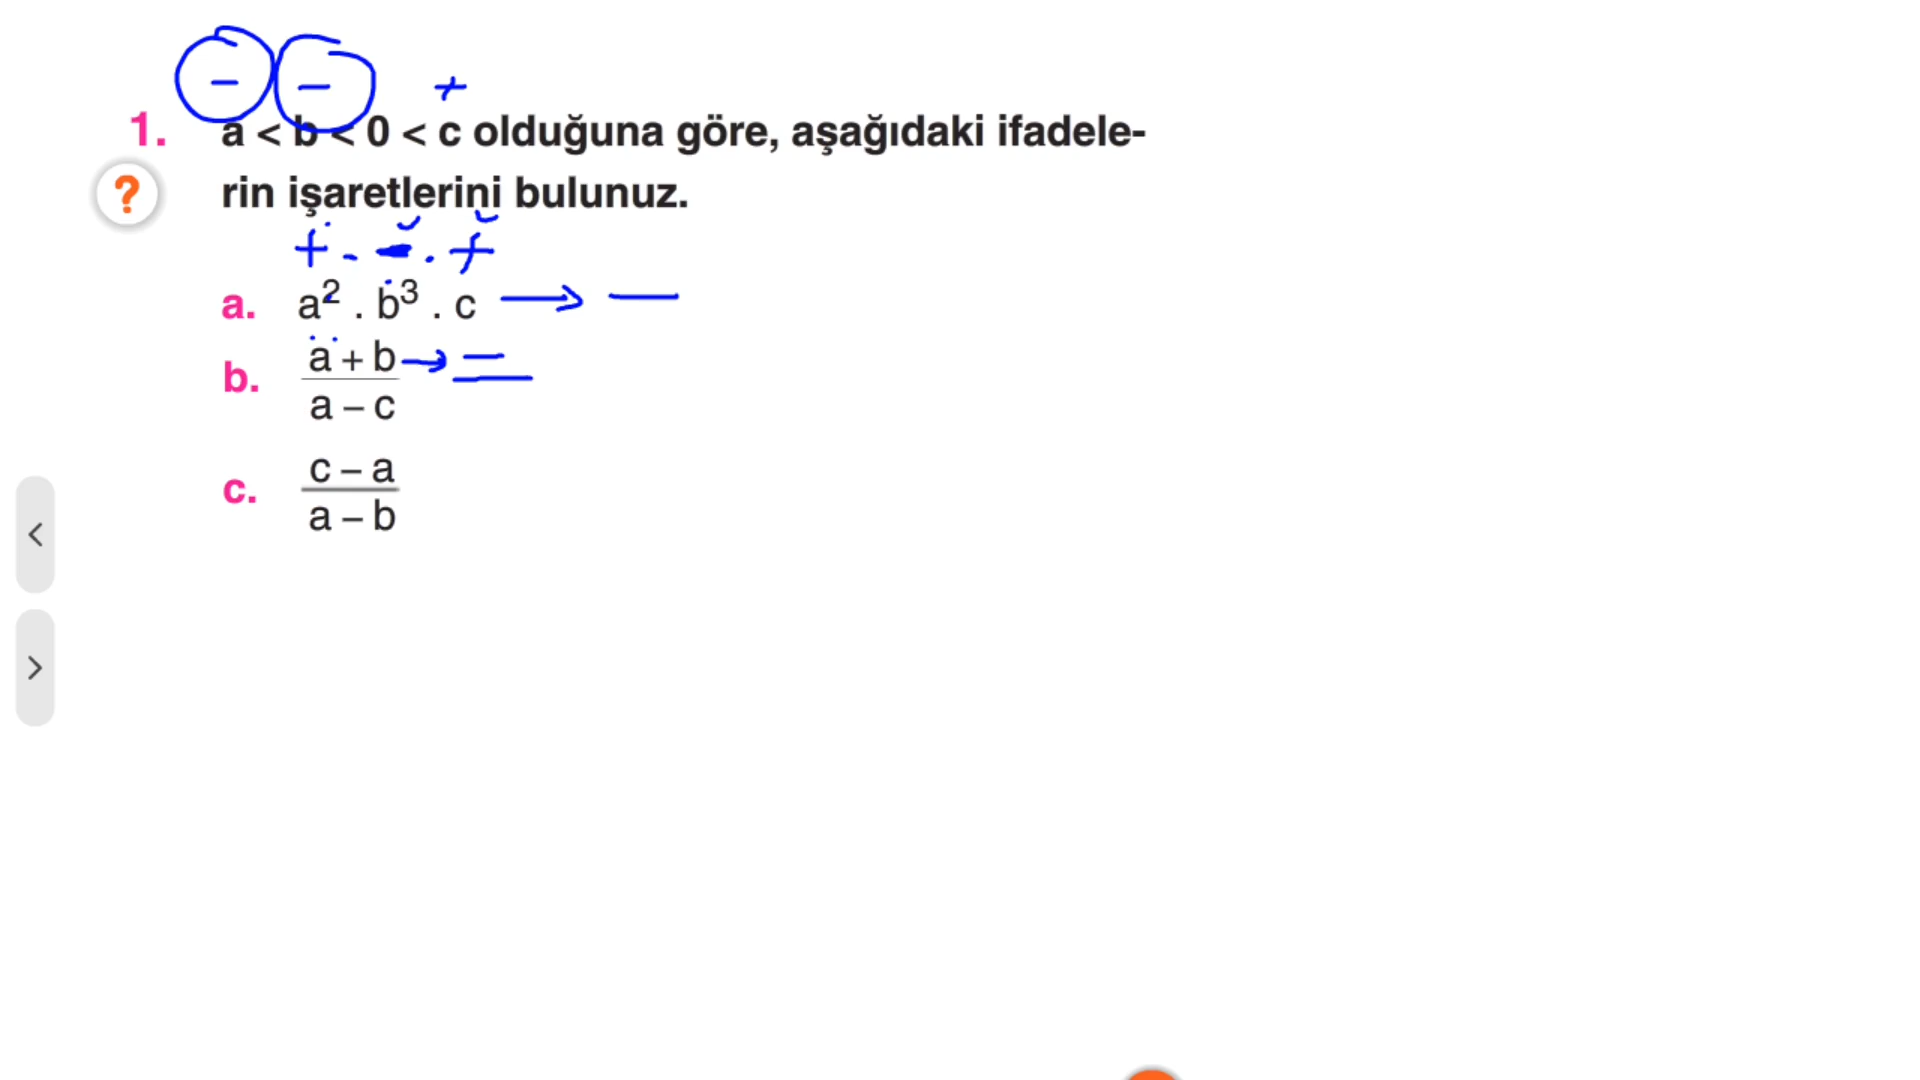 - - +
1. a < b < 0 < c olduğuna göre, aşağıdaki ifadele-
? rin işaretlerini bulunuz.
+ . - . +
a. a² . b³ . c → -
b. a + b → -
a - c
c. c - a
a - b